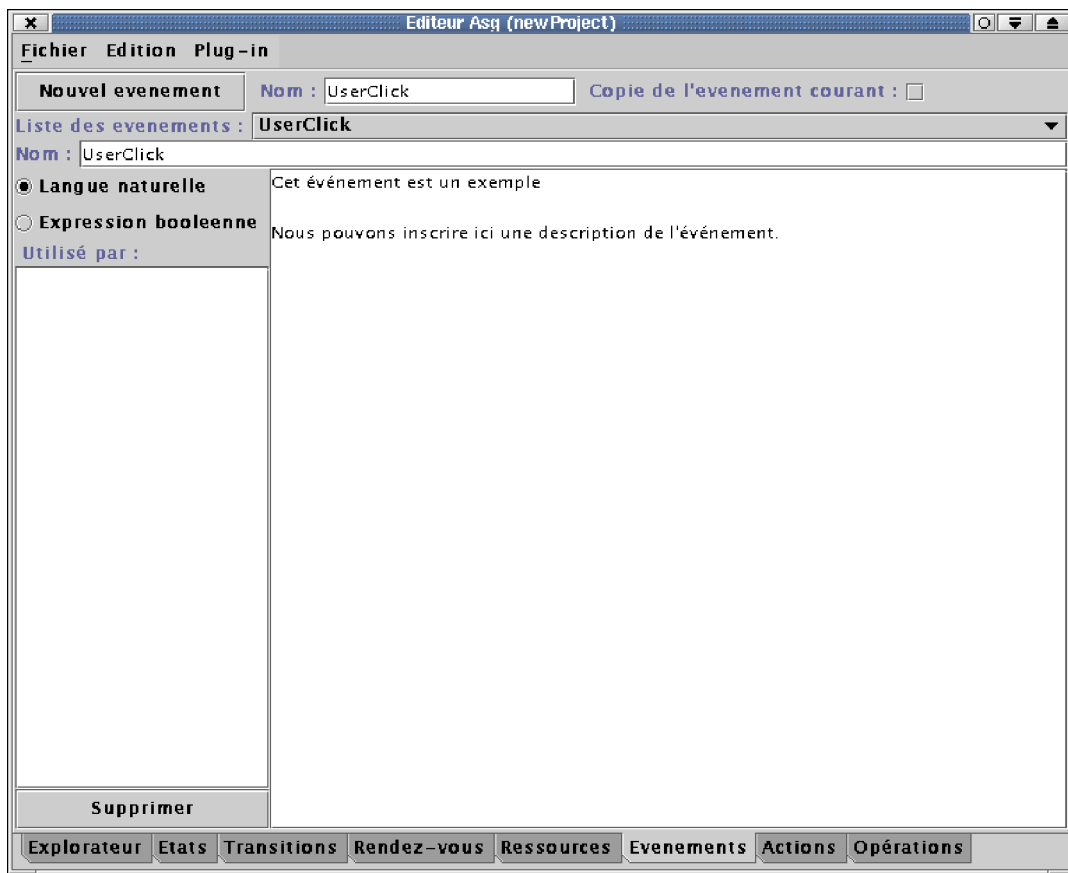 Editeur Asg (newProject)
Fichier Edition Plug-in
Nouvel evenement Nom : UserClick Copie de l'evenement courant :
Liste des evenements : UserClick
Nom : UserClick
Langue naturelle
Cet événement est un exemple
Expression booleenne
Nous pouvons inscrire ici une description de l'événement.
Utilisé par :
Supprimer
Explorateur Etats Transitions Rendez-vous Ressources Evenements Actions Opérations